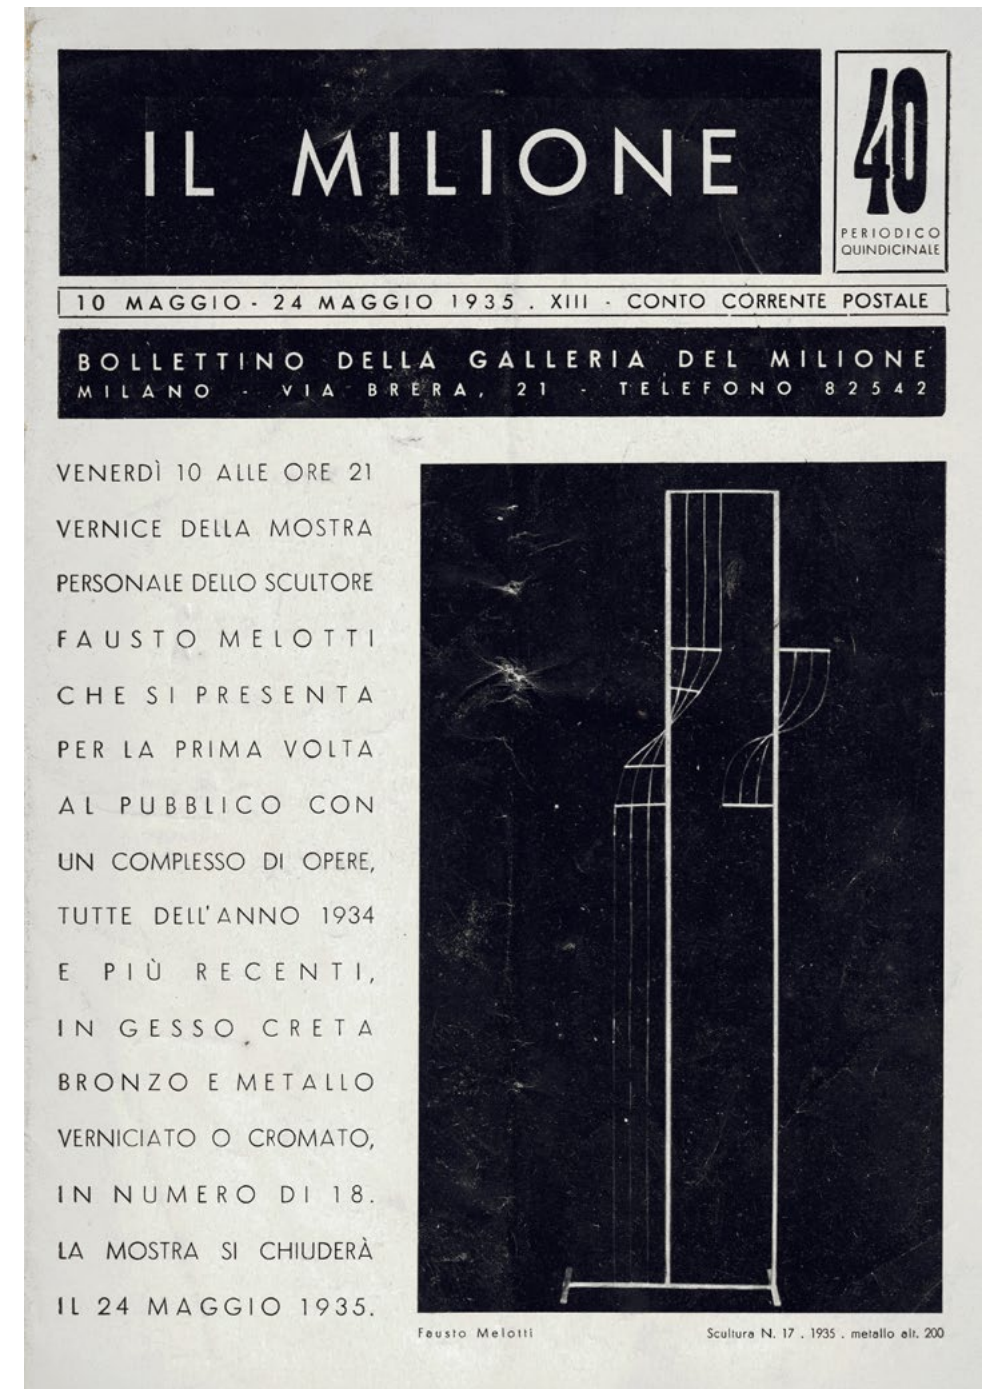 IL MILIONE
40
PERIODICO
QUINDICINALE
10 MAGGIO - 24 MAGGIO 1935 . XIII - CONTO CORRENTE POSTALE
BOLLETTINO DELLA GALLERIA DEL MILIONE
MILANO - VIA BRERA, 21 - TELEFONO 82542
VENERDÌ 10 ALLE ORE 21
VERNICE DELLA MOSTRA
PERSONALE DELLO SCULTORE
FAUSTO MELOTTI
CHE SI PRESENTA
PER LA PRIMA VOLTA
AL PUBBLICO CON
UN COMPLESSO DI OPERE,
TUTTE DELL'ANNO 1934
E PIÙ RECENTI,
IN GESSO, CRETA
BRONZO E METALLO
VERNICIATO O CROMATO,
IN NUMERO DI 18.
LA MOSTRA SI CHIUDERÀ
IL 24 MAGGIO 1935.
Fausto Melotti
Scultura N. 17 . 1935 . metallo alt. 200